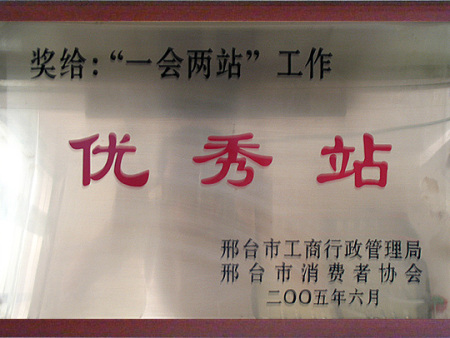 奖给：“一会两站”工作
优秀站
邢台市工商行政管理局
邢台市消费者协会
二〇〇五年六月